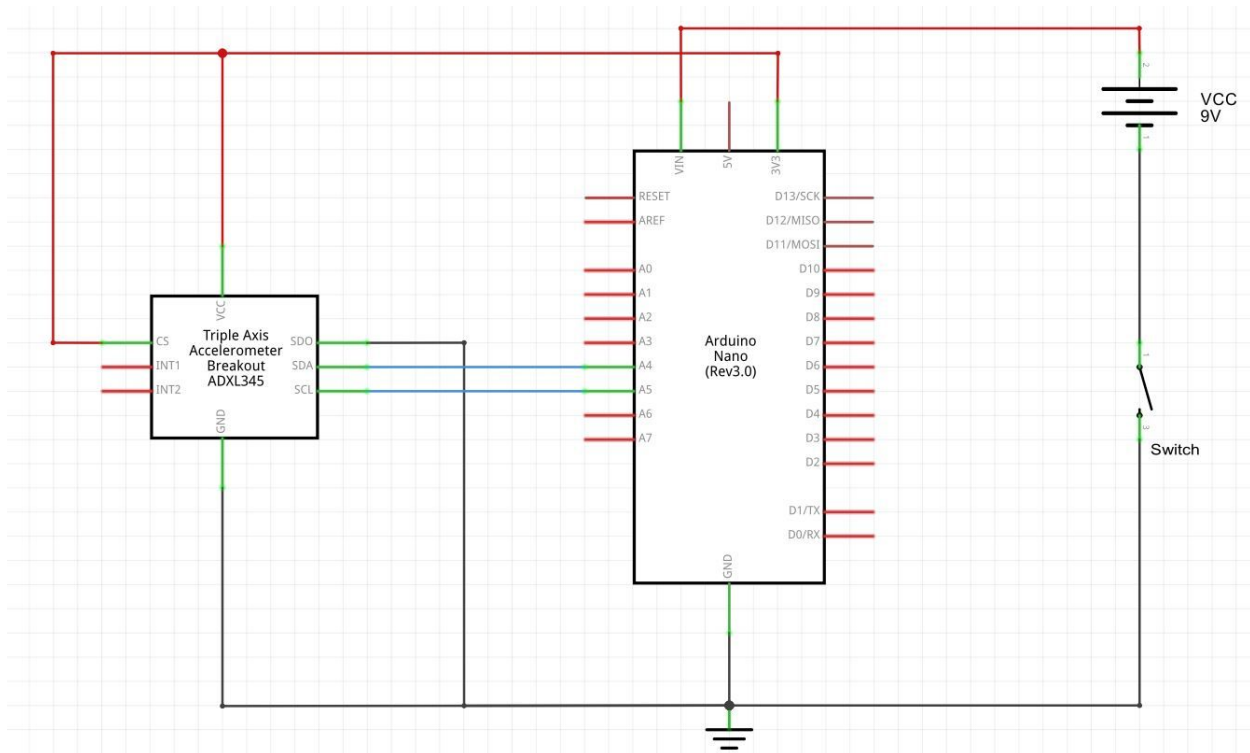 2
VCC
9V
1
VIN
5V
3V3
RESET
D13/SCK
AREF
D12/MISO
D11/MOSI
A0
D10
A1
D9
A2
D8
A3
D7
A4
D6
A5
D5
A6
D4
A7
D3
D2
D1/TX
D0/RX
GND
Arduino
Nano
(Rev3.0)
VCC
Triple Axis
Accelerometer
Breakout
ADXL345
CS
SDO
INT1
SDA
INT2
SCL
GND
1
3
Switch